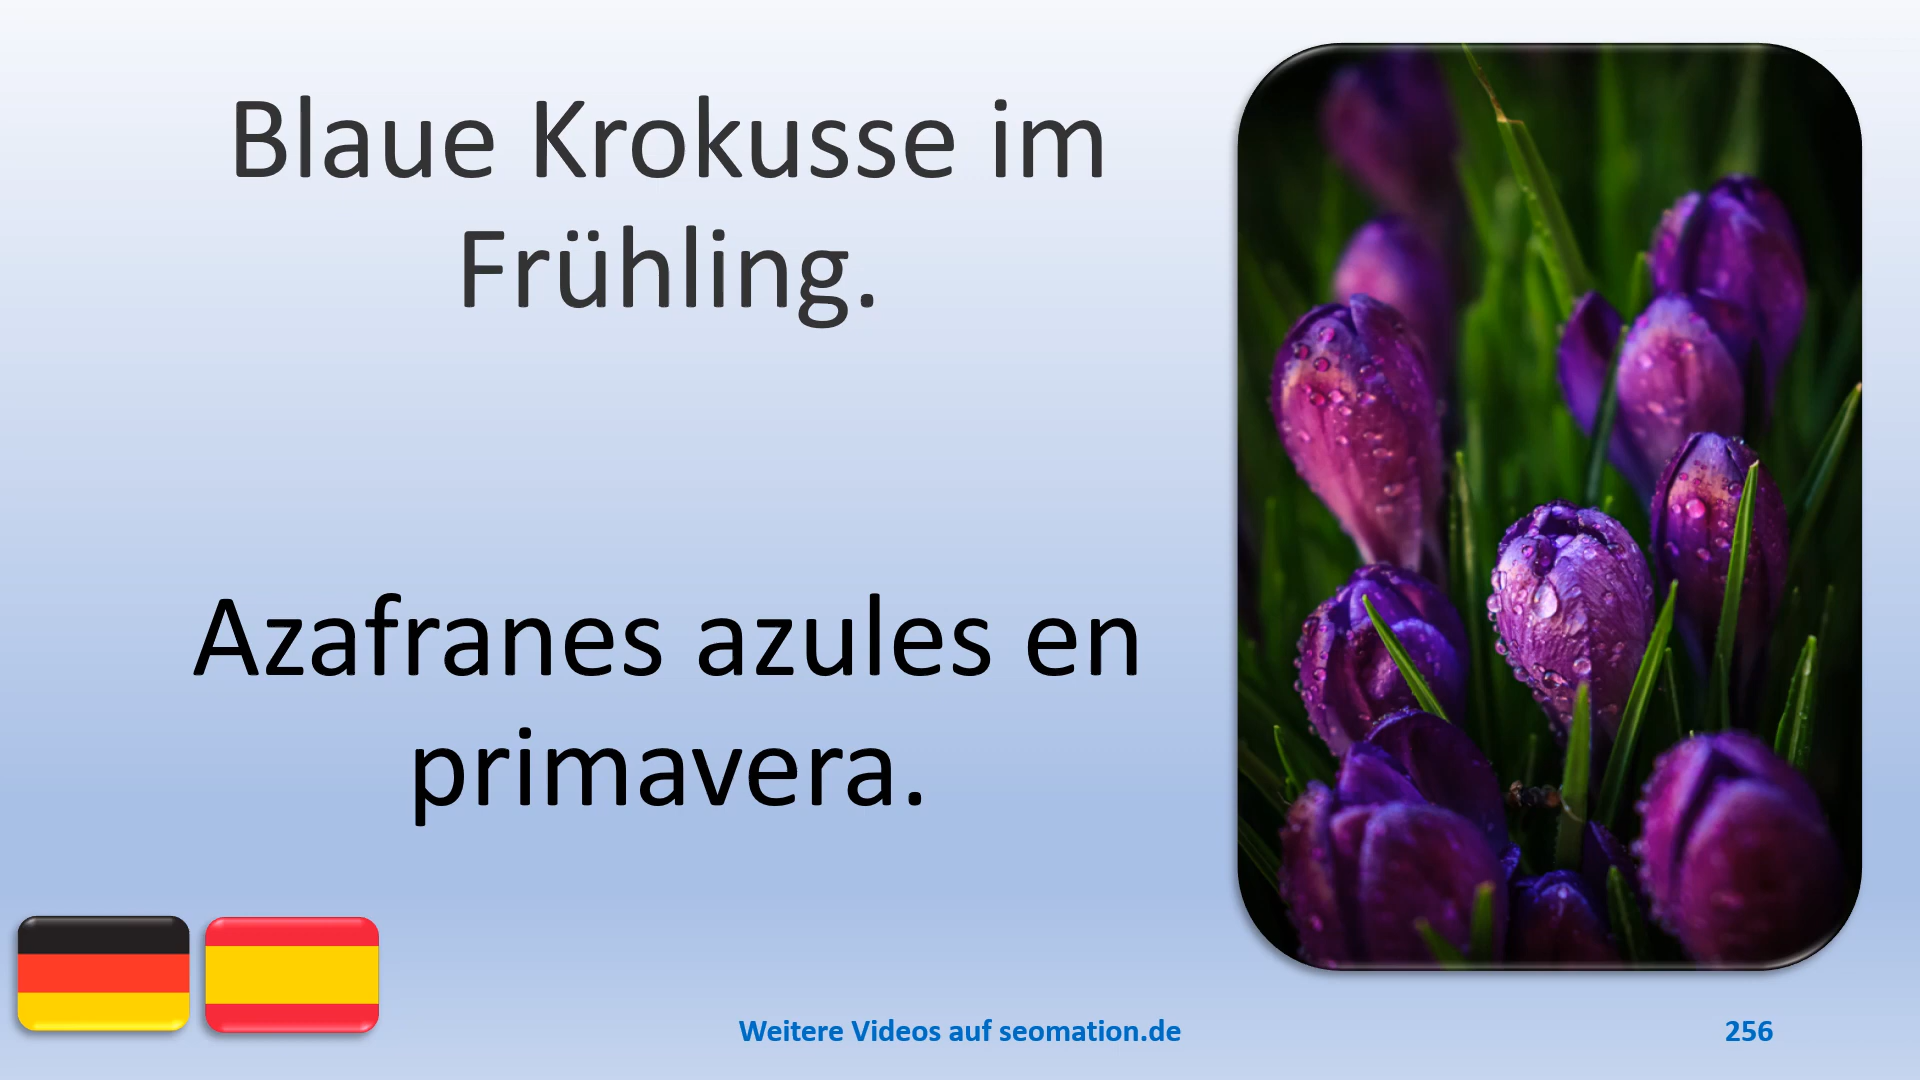 Blaue Krokusse im
Frühling.
Azafranes azules en
primavera.
Weitere Videos auf seomation.de
256